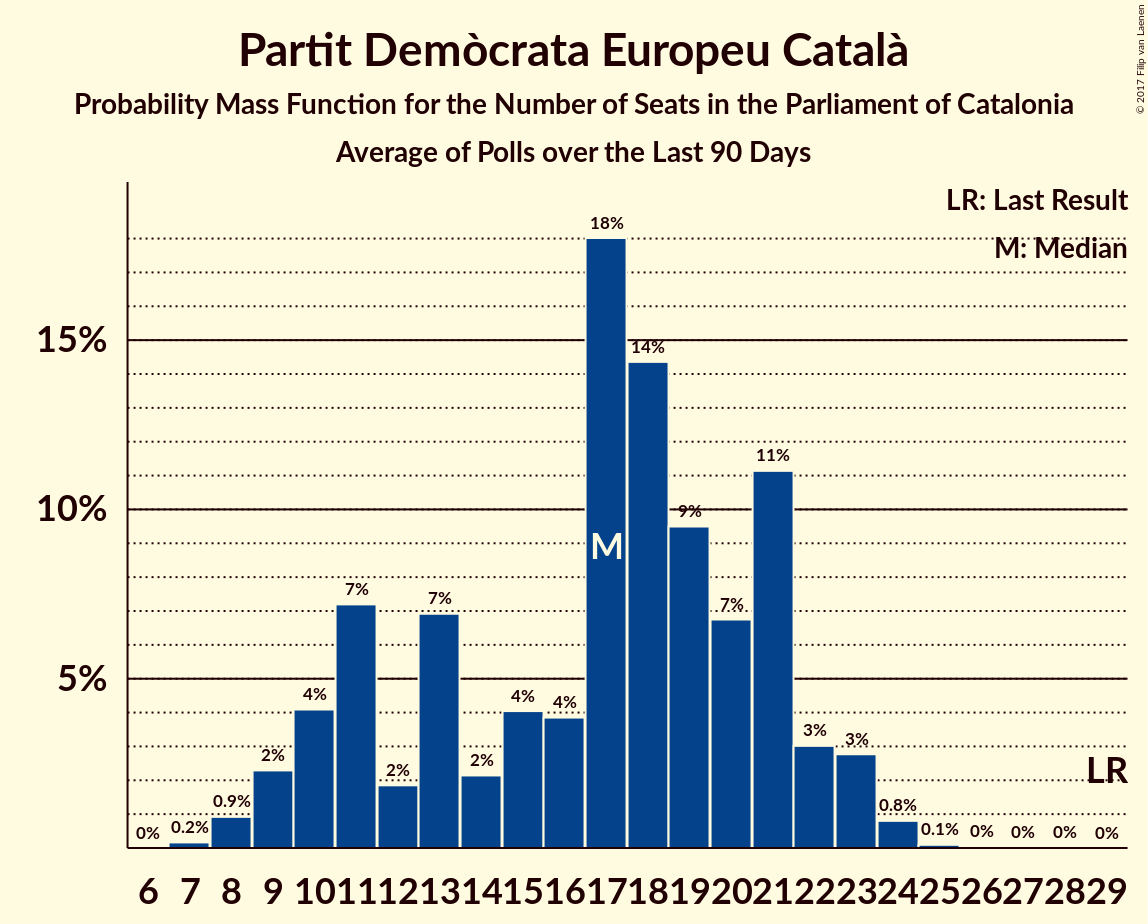 Partit Demòcrata Europeu Català
Probability Mass Function for the Number of Seats in the Parliament of Catalonia
Average of Polls over the Last 90 Days
© 2017 Filip van Laenen
LR: Last Result
M: Median
15%
10%
5%
0% 0.2% 0.9% 2% 4% 7% 2% 7% 2% 4% 4% 18% 14% 9% 7% 11% 3% 3% 0.8% 0.1% 0% 0% 0% 0%
M
LR
6 7 8 9 10 11 12 13 14 15 16 17 18 19 20 21 22 23 24 25 26 27 28 29